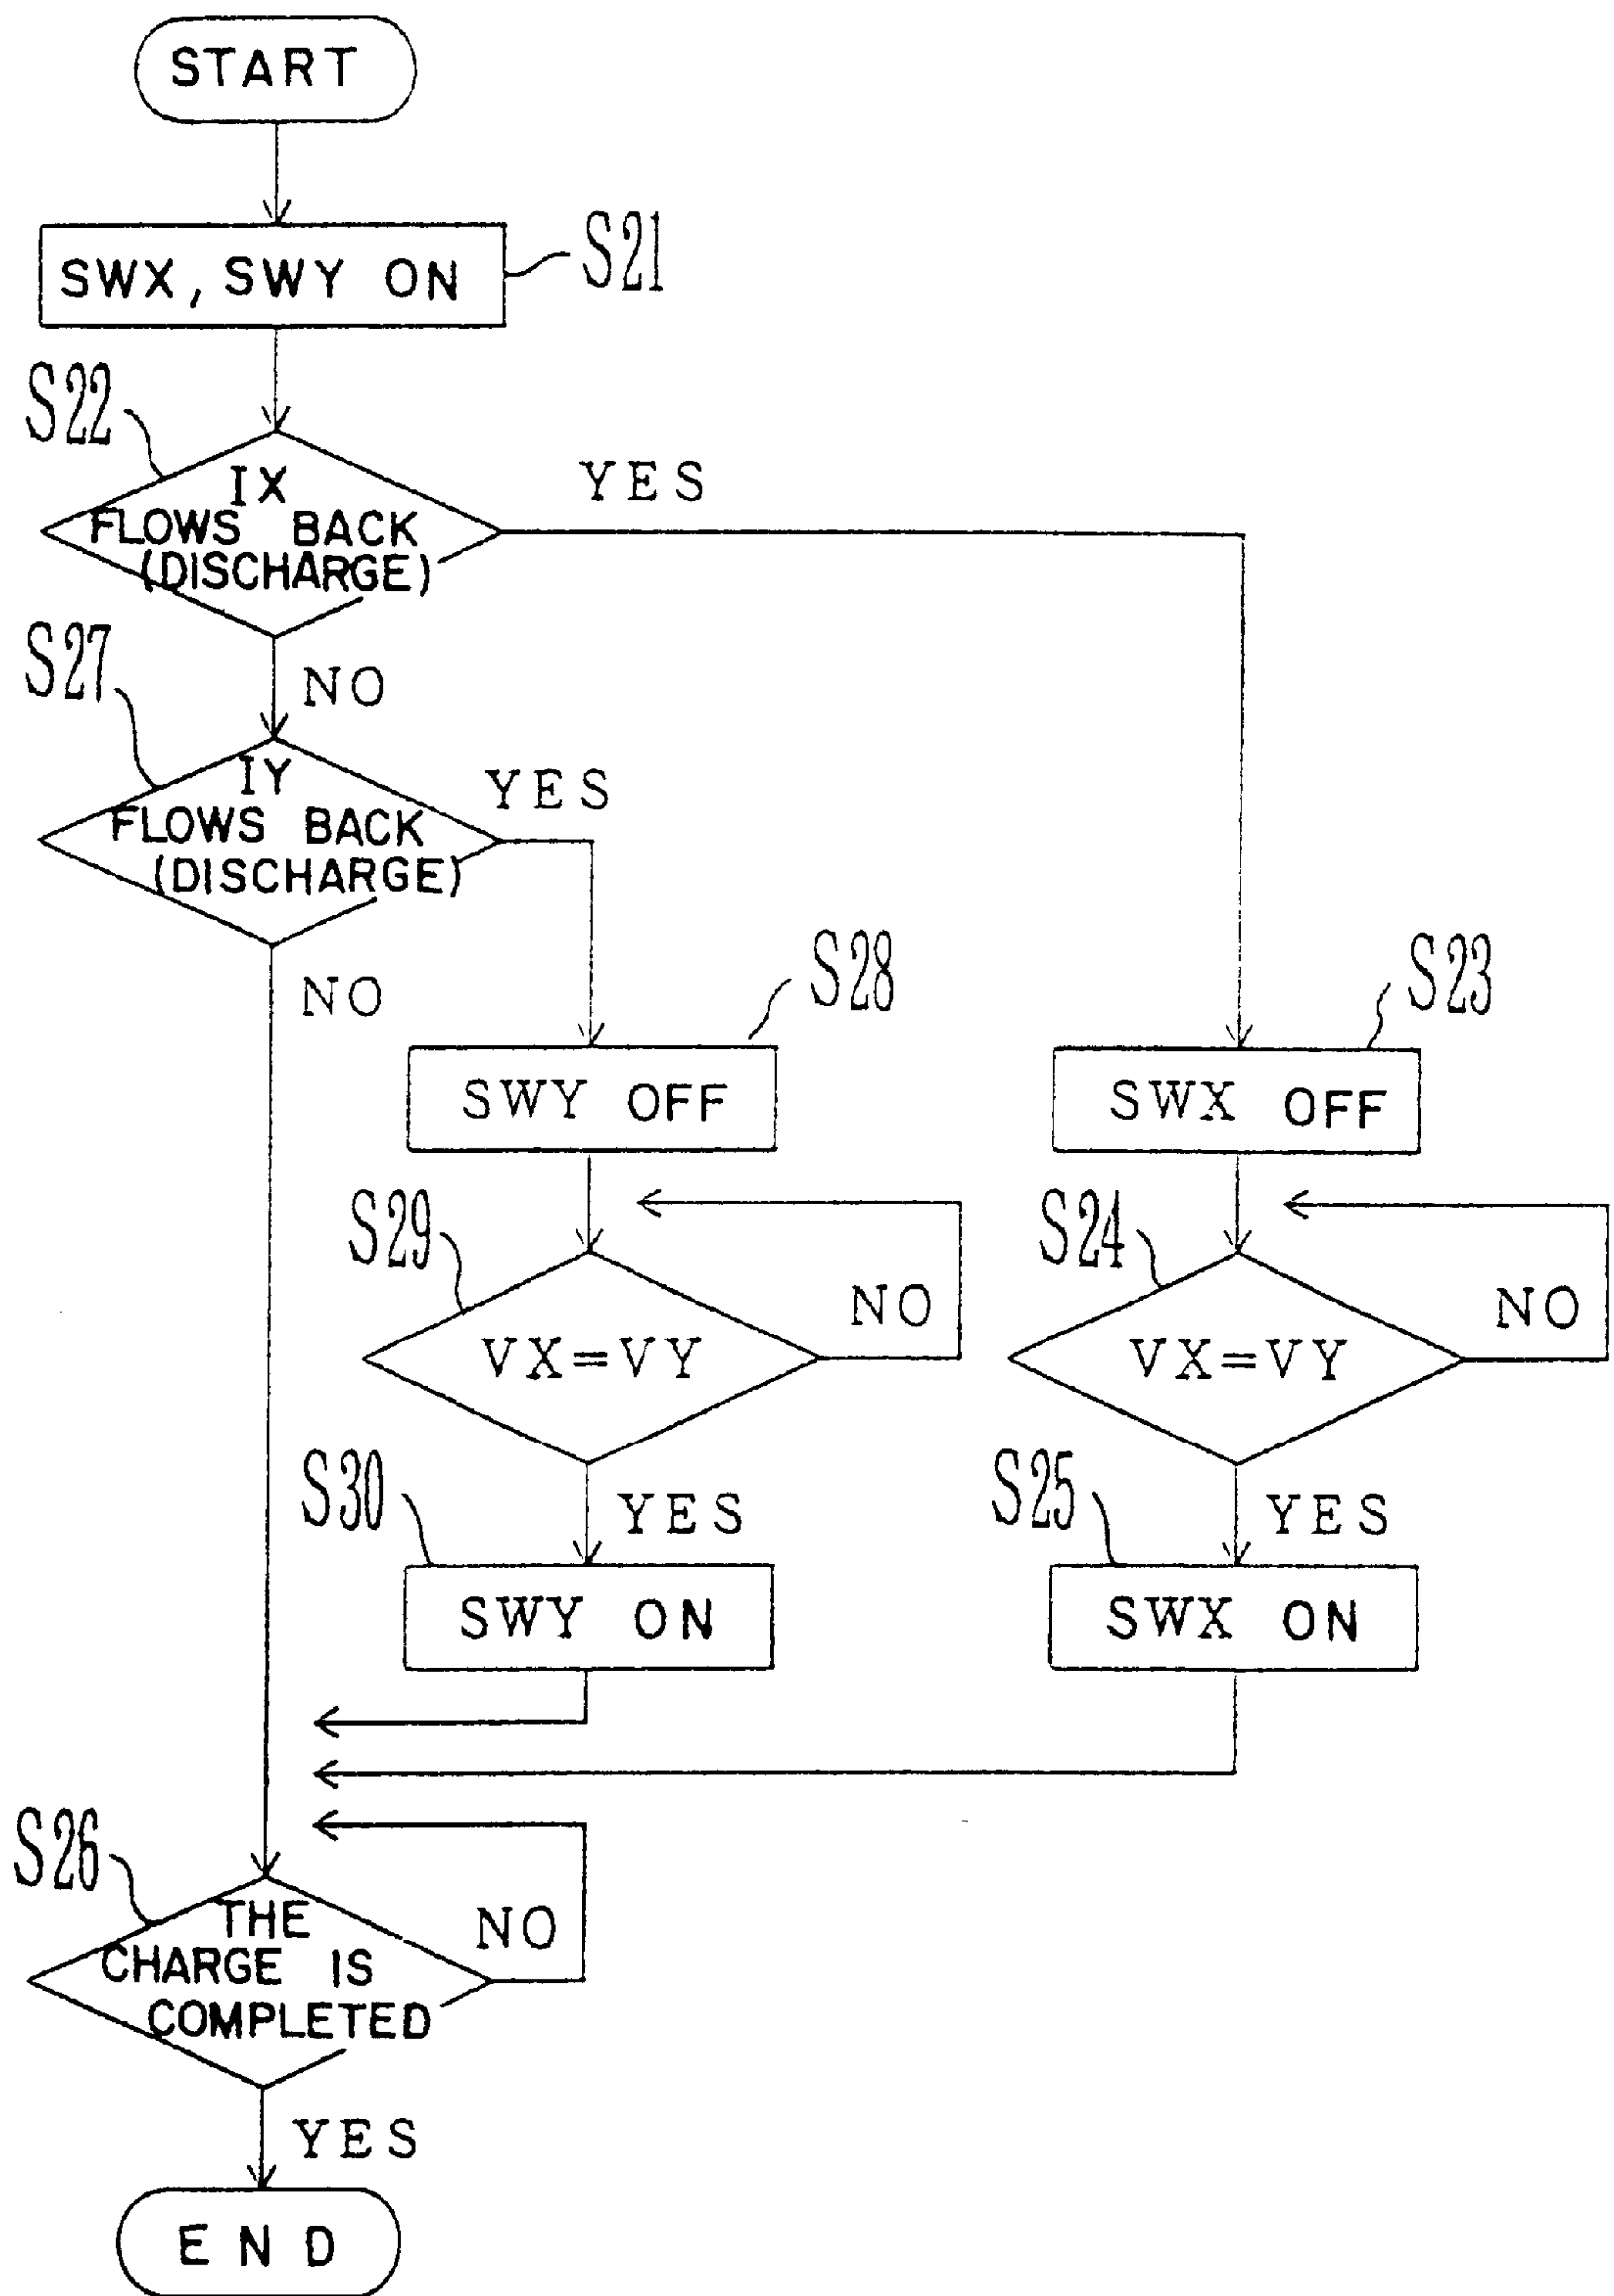 START
SWX, SWY ON
S21
S22
IX
FLOWS BACK
(DISCHARGE)
YES
NO
S27
IY
FLOWS BACK
(DISCHARGE)
YES
NO
S28
SWY OFF
S23
SWX OFF
S29
VX=VY
NO
S24
VX=VY
NO
YES
S30
SWY ON
YES
S25
SWX ON
S26
THE
CHARGE IS
COMPLETED
NO
YES
END